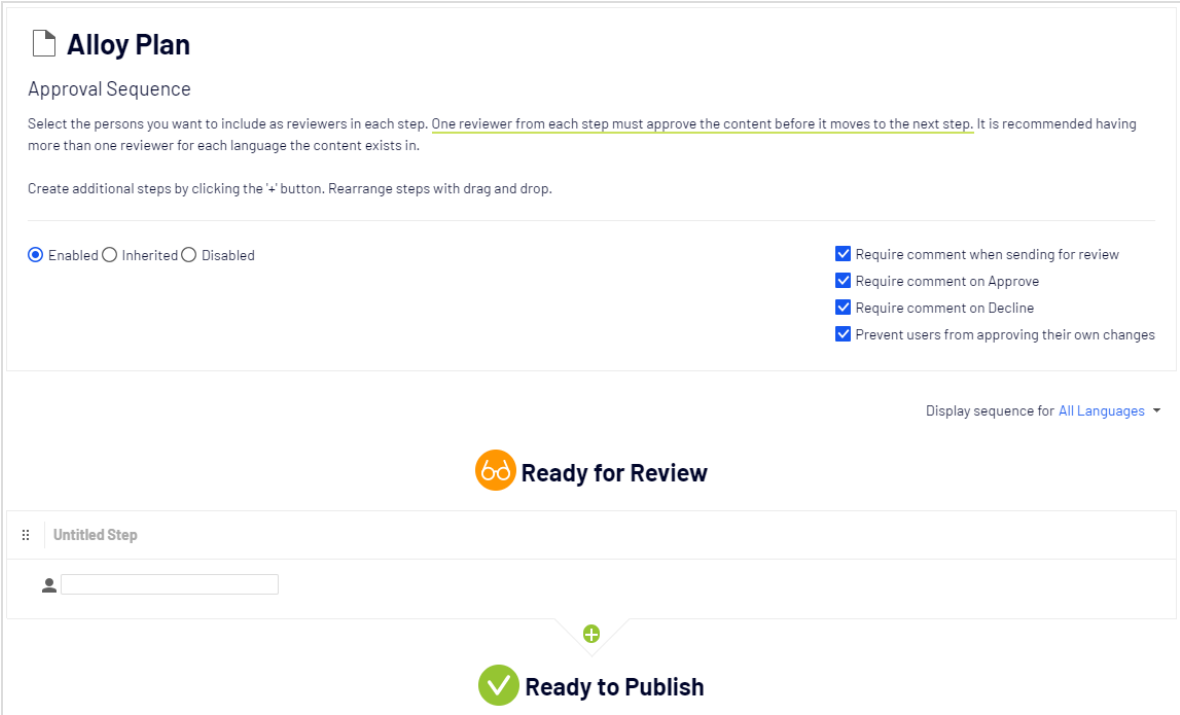 Alloy Plan
Approval Sequence
Select the persons you want to include as reviewers in each step. One reviewer from each step must approve the content before it moves to the next step. It is recommended having
more than one reviewer for each language the content exists in.
Create additional steps by clicking the '+' button. Rearrange steps with drag and drop.
Enabled Inherited Disabled
Require comment when sending for review
Require comment on Approve
Require comment on Decline
Prevent users from approving their own changes
Display sequence for All Languages
Ready for Review
Untitled Step
Ready to Publish